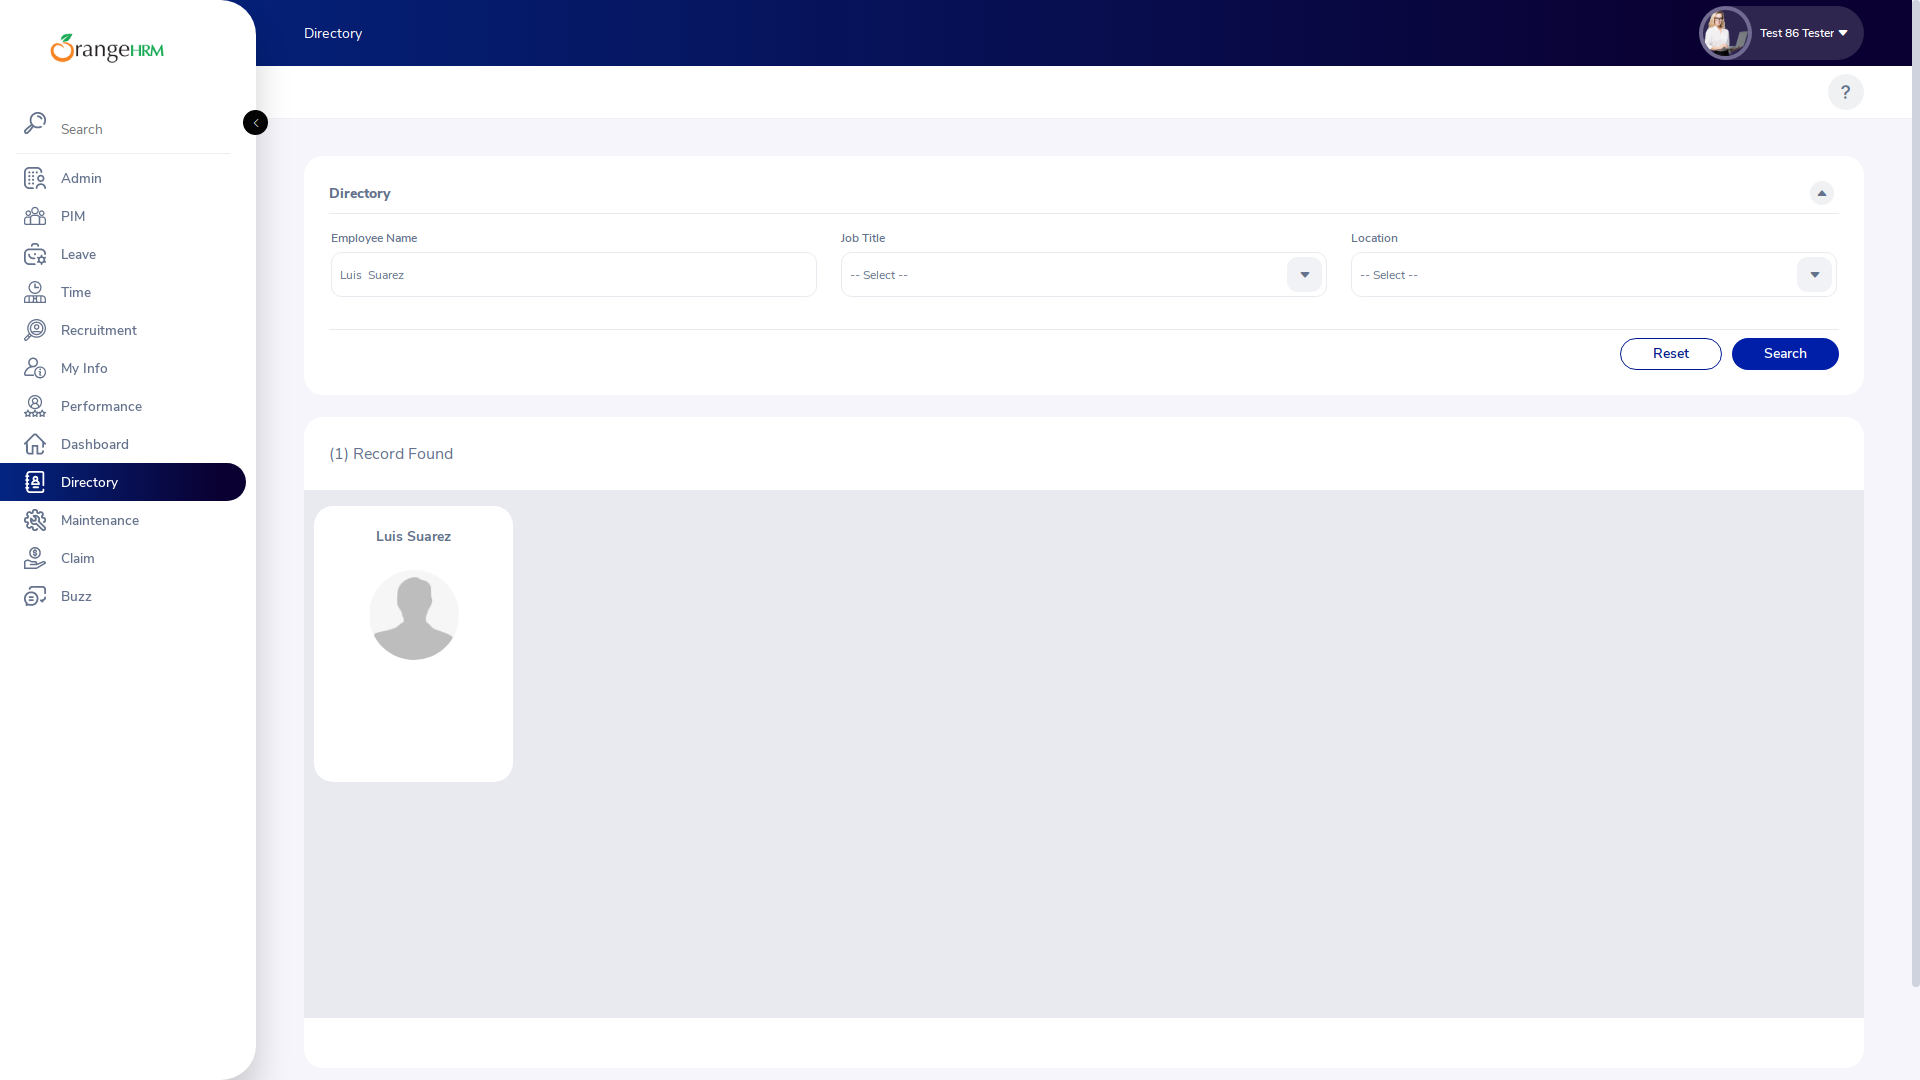 OrangeHRM
Directory
Test 86 Tester
Search
?
Admin
PIM
Leave
Time
Recruitment
My Info
Performance
Dashboard
Directory
Maintenance
Claim
Buzz
Directory
Employee Name
Job Title
Location
Luis  Suarez
-- Select --
-- Select --
Reset
Search
(1) Record Found
Luis Suarez